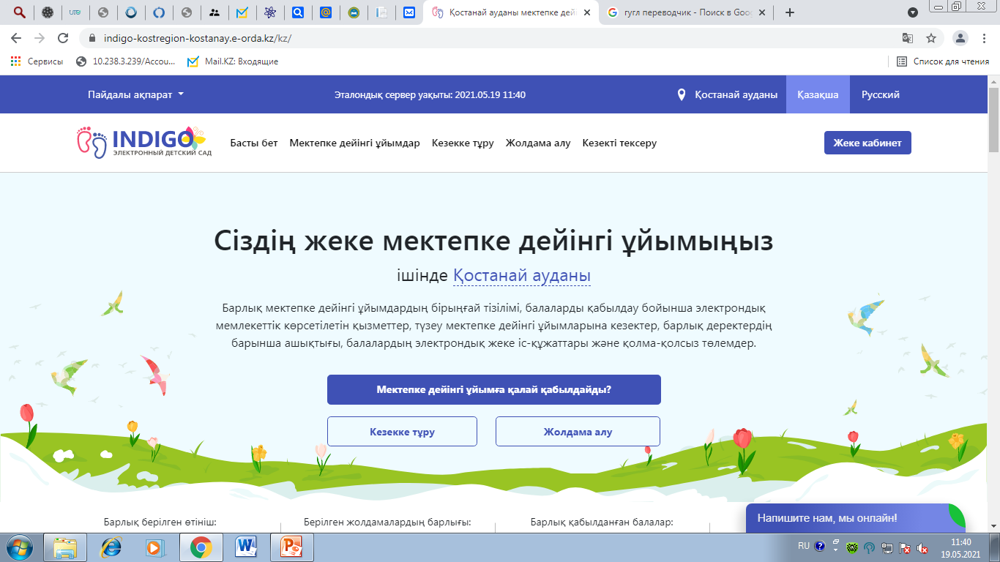 Қостанай ауданы мектепке дейі
гугл переводчик - Поиск в Goo
indigo-kostregion-kostanay.e-orda.kz/kz/
Сервисы
10.238.3.239/Accou...
Mail.KZ: Входящие
Список для чтения
Пайдалы ақпарат
Эталондық сервер уақыты: 2021.05.19 11:40
Қостанай ауданы
Қазақша
Русский
INDIGO
ЭЛЕКТРОННЫЙ ДЕТСКИЙ САД
Басты бет
Мектепке дейінгі ұйымдар
Кезекке тұру
Жолдама алу
Кезекті тексеру
Жеке кабинет
Сіздің жеке мектепке дейінгі ұйымыңыз
ішінде Қостанай ауданы
Барлық мектепке дейінгі ұйымдардың бірыңғай тізілімі, балаларды қабылдау бойынша электрондық
мемлекеттік көрсетілетін қызметтер, түзеу мектепке дейінгі ұйымларына кезектер, барлық деректердің
барынша ашықтығы, балалардың электрондық жеке іс-құжаттары және қолма-қолсыз төлемдер.
Мектепке дейінгі ұйымға қалай қабылдайды?
Кезекке тұру
Жолдама алу
Барлық берілген өтініш:
Берілген жолдамалардың барлығы:
Барлық қабылданған балалар:
Напишите нам, мы онлайн!
RU
11:40
19.05.2021